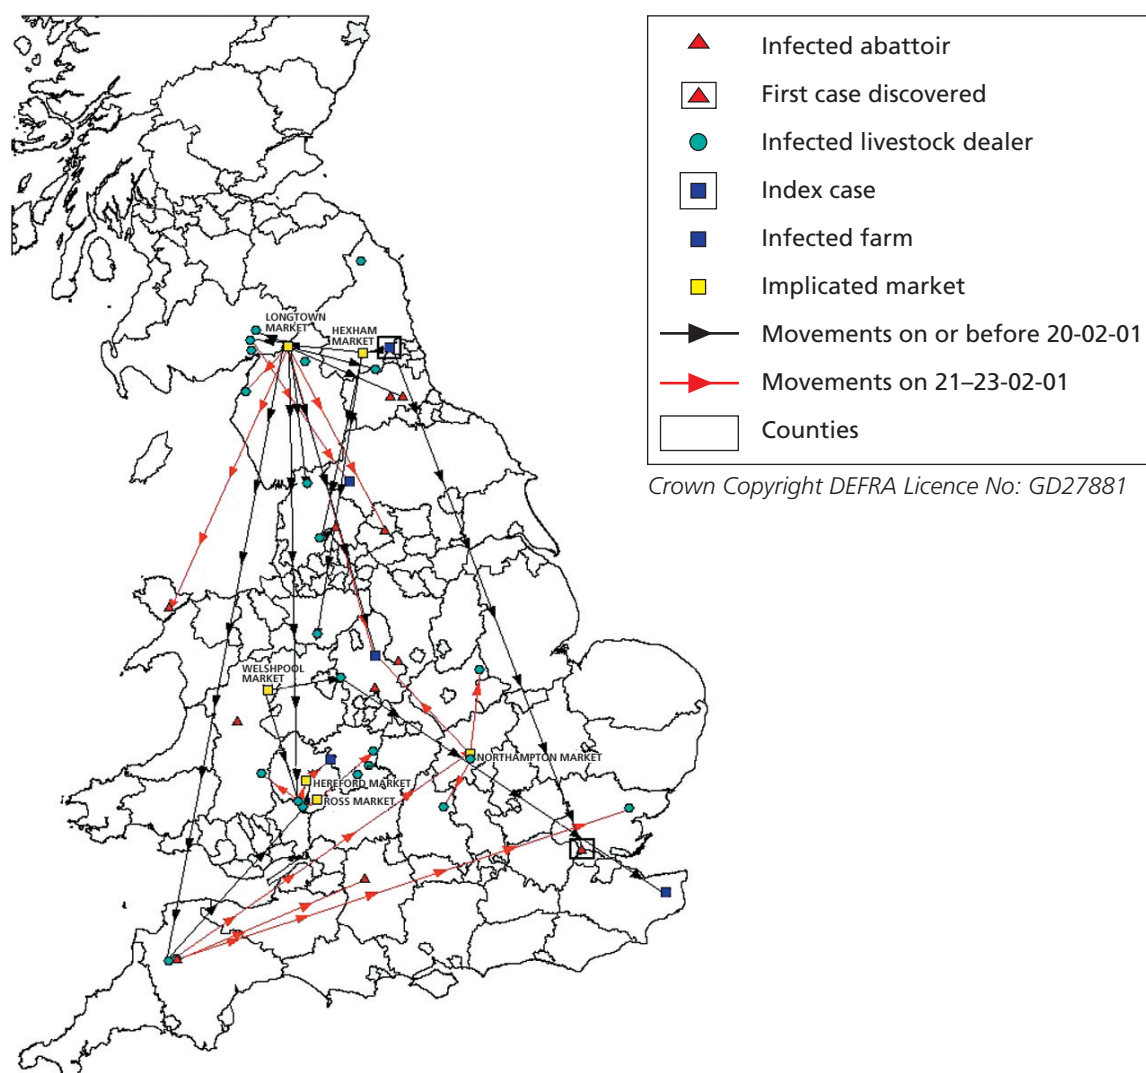 Infected abattoir
First case discovered
Infected livestock dealer
Index case
Infected farm
Implicated market
Movements on or before 20-02-01
Movements on 21–23-02-01
Counties
Crown Copyright DEFRA Licence No: GD27881
LONGTOWN
MARKET
HEXHAM
MARKET
WELSHPOOL
MARKET
NORTHAMPTON MARKET
HEREFORD MARKET
ROSS MARKET